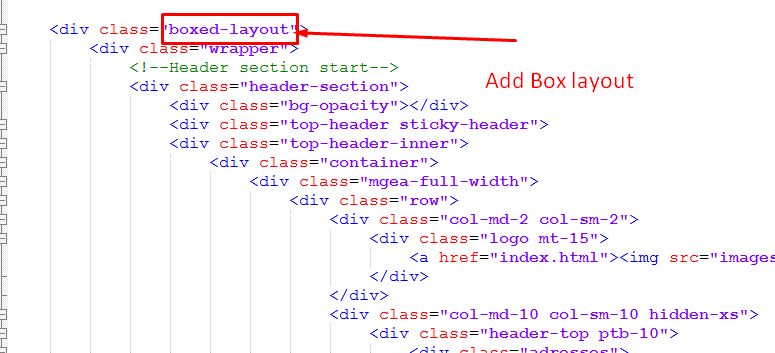 <div class="boxed-layout">
<div class="wrapper">
<!--Header section start-->
<div class="header-section">
Add Box layout
<div class="bg-opacity"></div>
<div class="top-header sticky-header">
<div class="top-header-inner">
<div class="container">
<div class="mgea-full-width">
<div class="row">
<div class="col-md-2 col-sm-2">
<div class="logo mt-15">
<a href="index.html"><img src="images
</div>
</div>
<div class="col-md-10 col-sm-10 hidden-xs">
<div class="header-top ptb-10">
<div class="adresses">